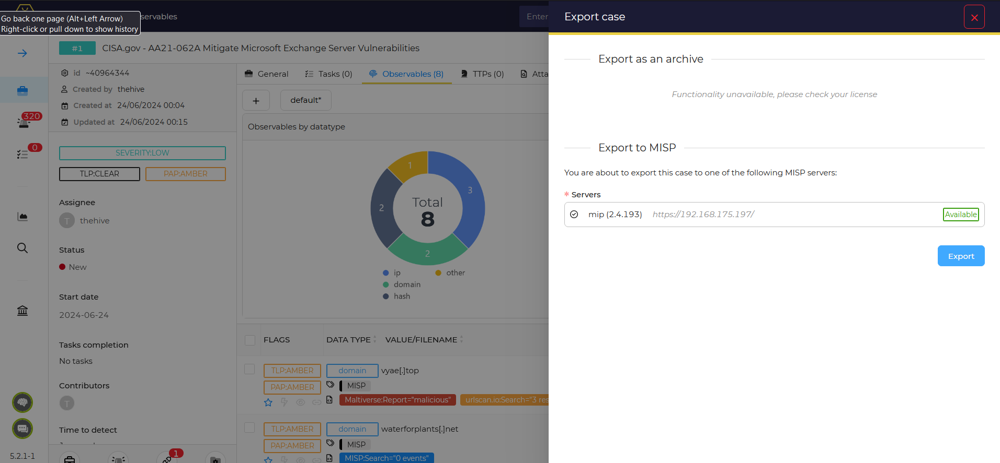 Go back one page (Alt+Left Arrow)
Right-click or pull down to show history
servables
Enter
Export case
#1
CISA.gov - AA21-062A Mitigate Microsoft Exchange Server Vulnerabilities
id ~40964344
Created by thehive
Created at 24/06/2024 00:04
Updated at 24/06/2024 00:15
320
0
SEVERITY:LOW
TLP:CLEAR
PAP:AMBER
Assignee
T thehive
Status
New
Start date
2024-06-24
Tasks completion
No tasks
Contributors
T
Time to detect
1
5.2.1-1
General
Tasks (0)
Observables (8)
TTPs (0)
Atta
+
default*
Observables by datatype
1
3
2
2
Total
8
ip
other
domain
hash
FLAGS
DATA TYPE
VALUE/FILENAME
TLP:AMBER
domain
vyae[.]top
PAP:AMBER
MISP
Maltiverse:Report="malicious"
urlscan.io:Search="3 res
TLP:AMBER
domain
waterforplants[.]net
PAP:AMBER
MISP
MISP:Search="0 events"
Export as an archive
Functionality unavailable, please check your license
Export to MISP
You are about to export this case to one of the following MISP servers:
* Servers
mip (2.4.193) https://192.168.175.197/
Available
Export